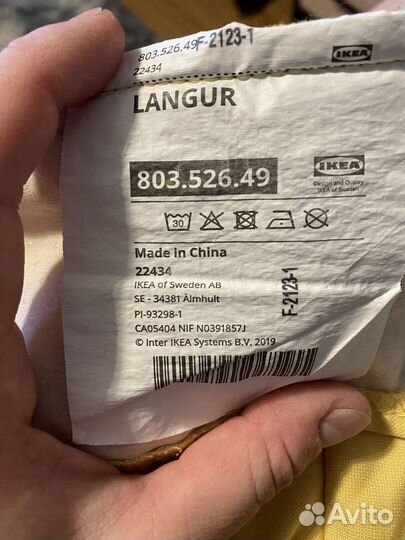 803.526.49 F-2123-1
22434
IKEA
LANGUR
803.526.49
IKEA
Design and Quality
IKEA of Sweden
30
Made in China
22434
IKEA of Sweden AB
SE - 34381 Älmhult
PI-93298-1
CA05404 NIF N0391857J
© Inter IKEA Systems B.V. 2019
F-2123-1
Avito